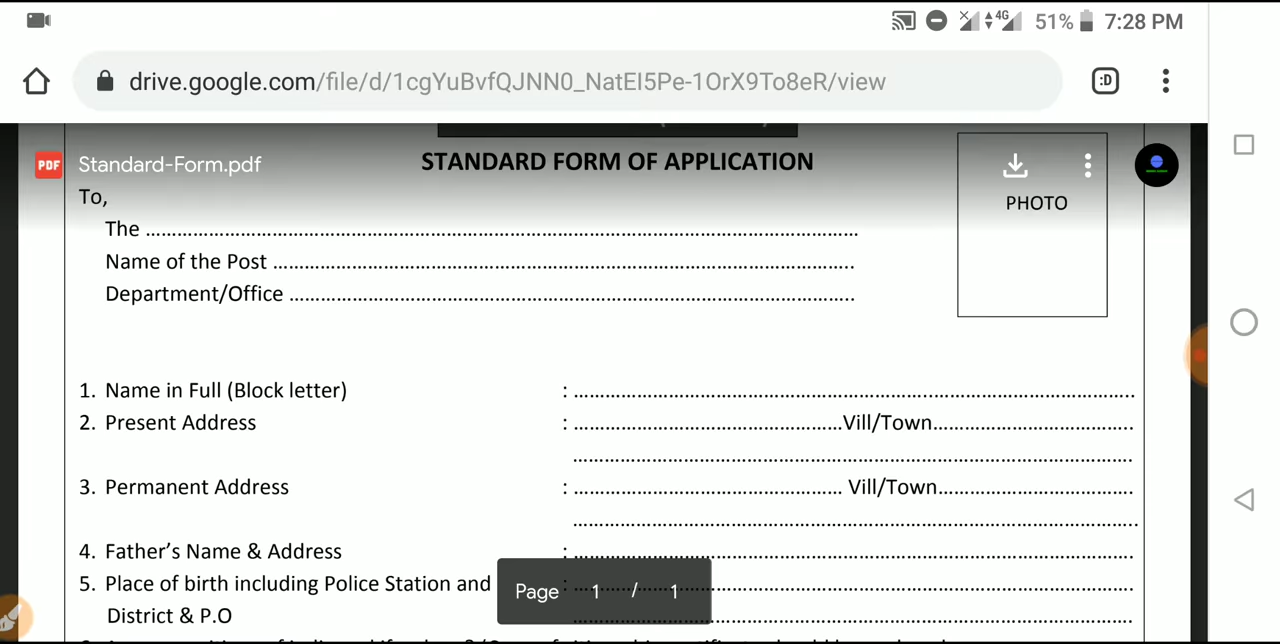 51% 7:28 PM
4G
drive.google.com/file/d/1cgYuBvfQJNN0_NatEI5Pe-1OrX9To8eR/view
:D
PDF Standard-Form.pdf
STANDARD FORM OF APPLICATION
PHOTO
To,
The ..........................................................................
Name of the Post ..........................................................................
Department/Office ..........................................................................
1. Name in Full (Block letter) : ..........................................................................
2. Present Address : .............................................Vill/Town.................................
..........................................................................
3. Permanent Address : ............................................. Vill/Town.................................
..........................................................................
4. Father's Name & Address : ..........................................................................
5. Place of birth including Police Station and : ..........................................................................
District & P.O ..........................................................................
Page 1 / 1